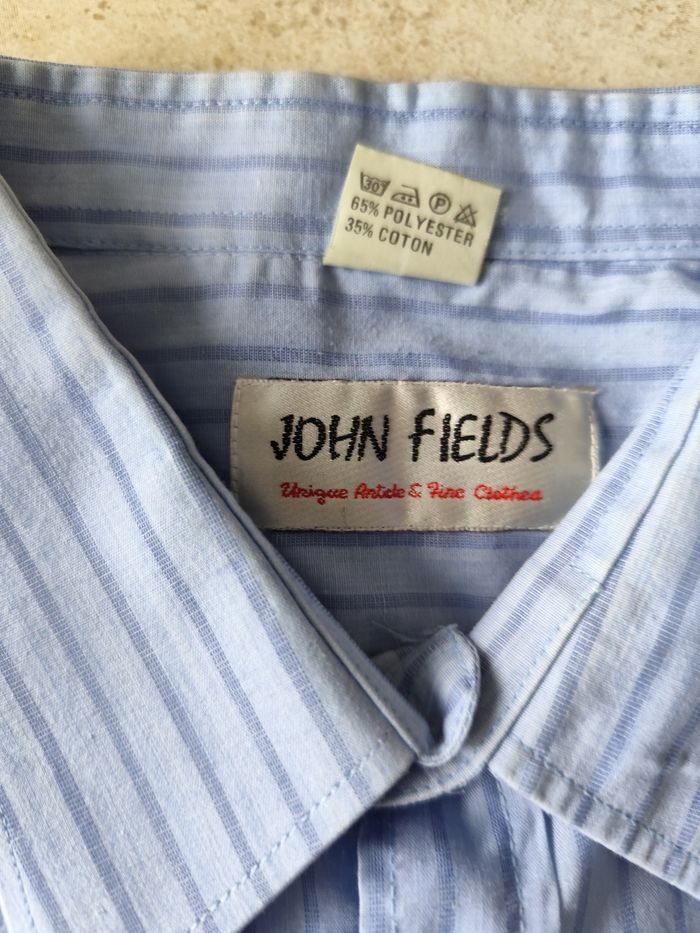 30 P
65% POLYESTER
35% COTON
JOHN FIELDS
Unique Article & Fine Clothes